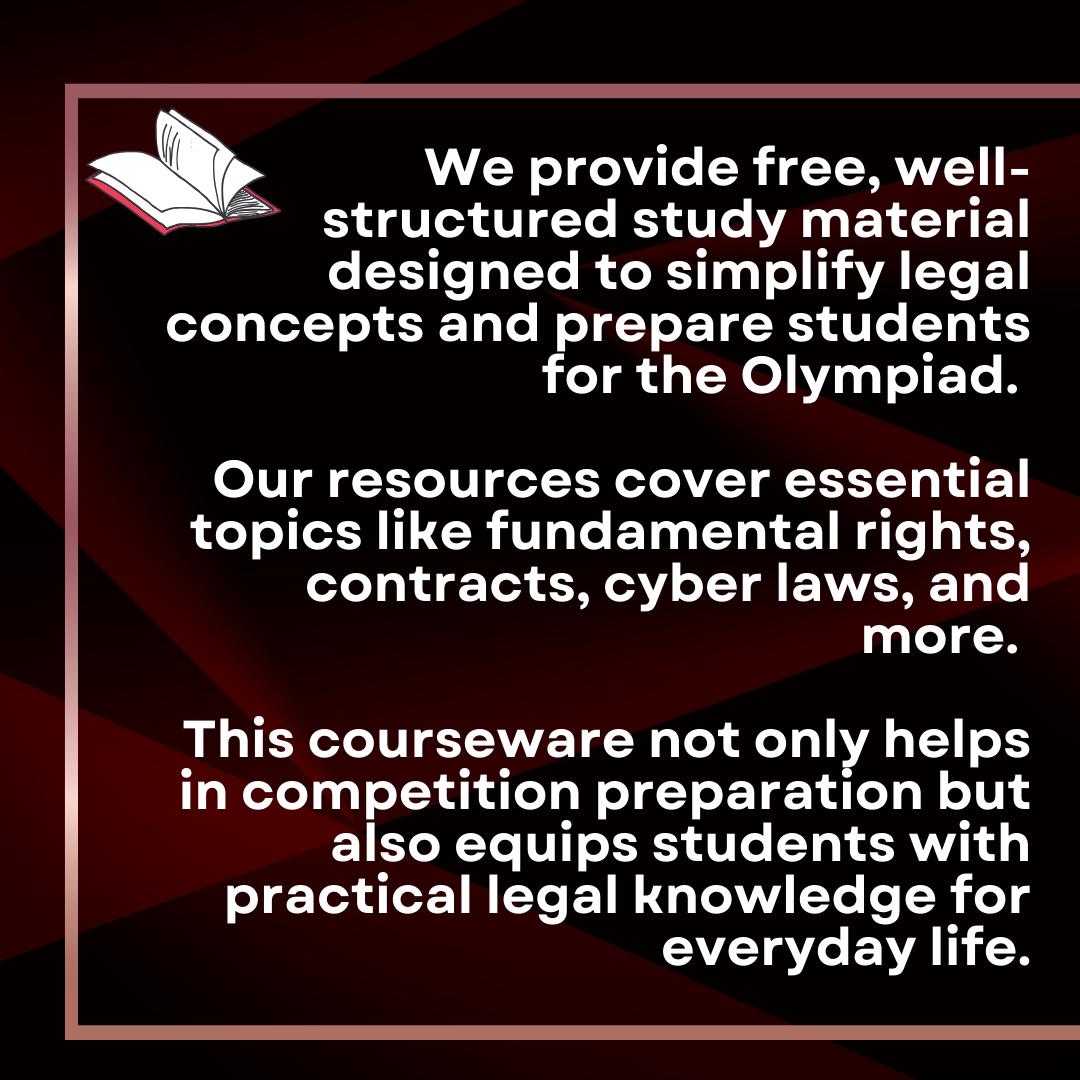 We provide free, well-
structured study material
designed to simplify legal
concepts and prepare students
for the Olympiad.
Our resources cover essential
topics like fundamental rights,
contracts, cyber laws, and
more.
This courseware not only helps
in competition preparation but
also equips students with
practical legal knowledge for
everyday life.